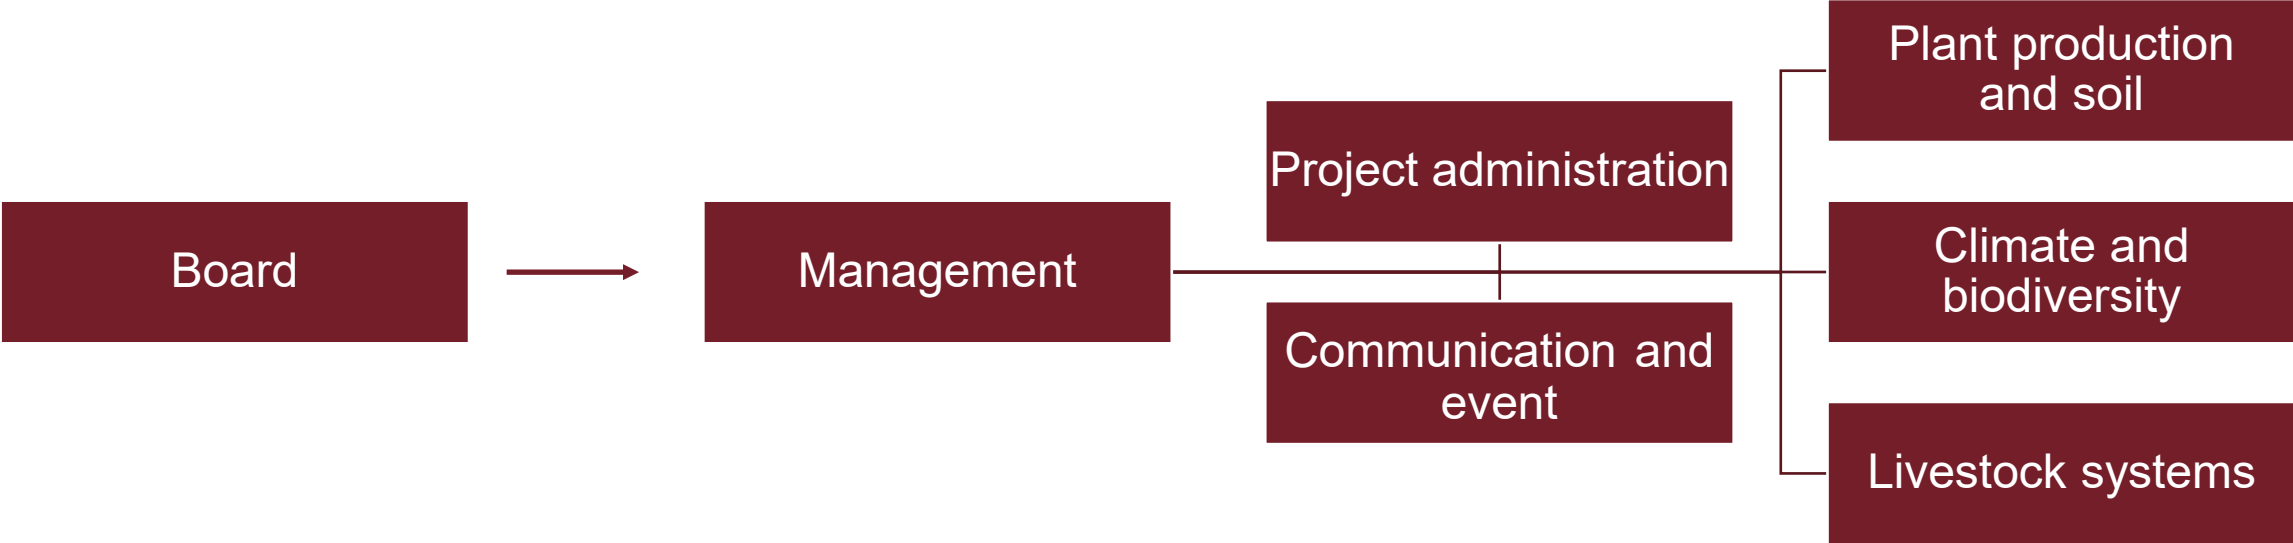 Board
Management
Project administration
Communication and
event
Plant production
and soil
Climate and
biodiversity
Livestock systems